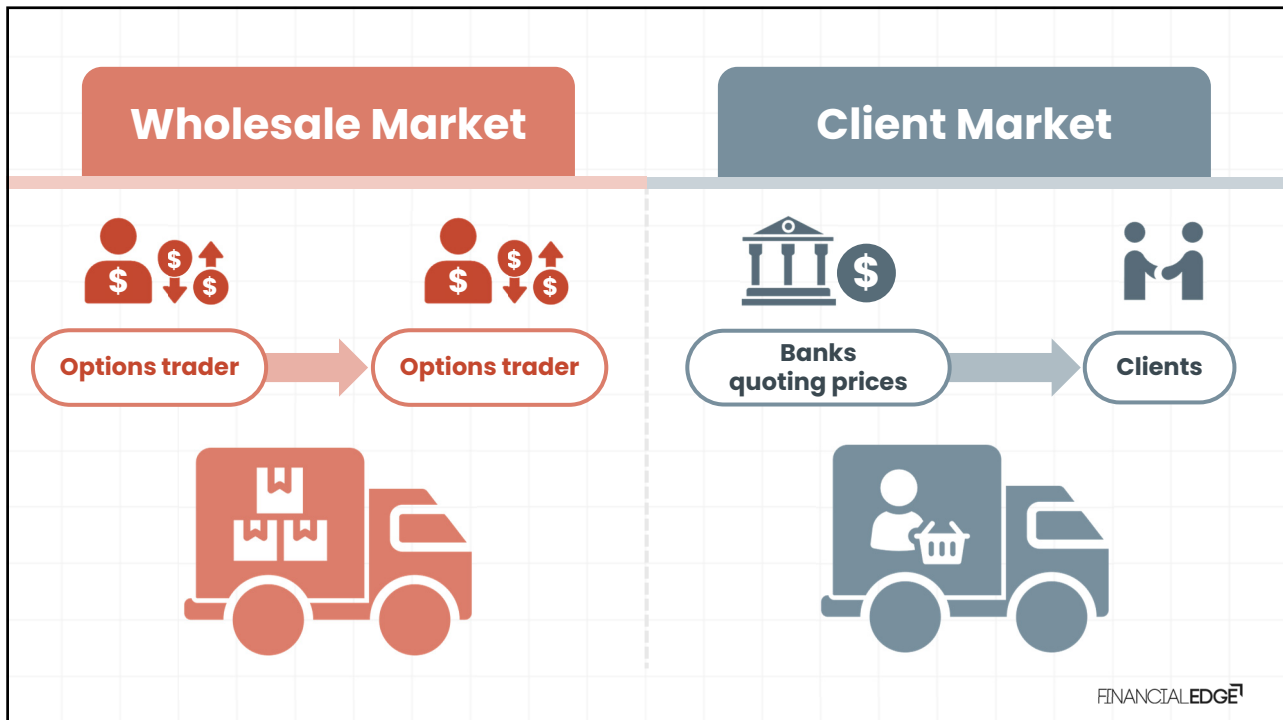 Wholesale Market
Client Market
$ $ $
$ $ $
$
Options trader
Options trader
Banks
quoting prices
Clients
FINANCIALEDGE